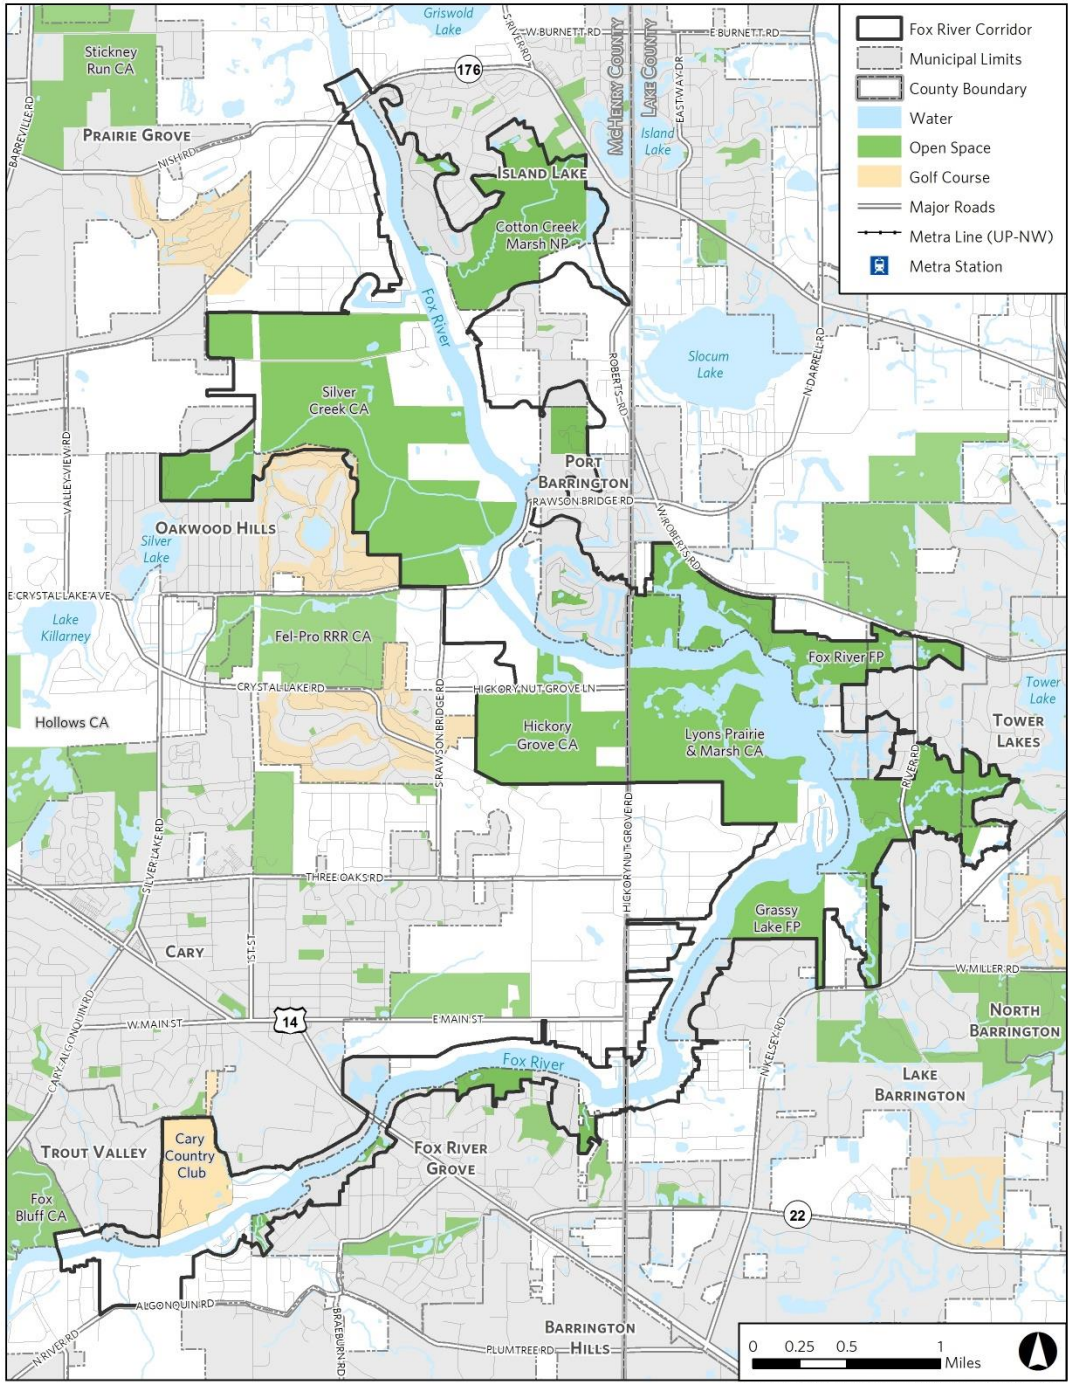 Griswold
Lake
S RIVER RD
W BURNETT RD
E BURNETT RD
Fox River Corridor
Municipal Limits
County Boundary
Water
Open Space
Golf Course
Major Roads
Metra Line (UP-NW)
Metra Station
Stickney
Run CA
176
MCHENRY COUNTY
LAKE COUNTY
EASTWAY DR
BARREVILLE RD
PRAIRIE GROVE
NISH RD
Island
Lake
ISLAND LAKE
Cotton Creek
Marsh NP
Fox River
Slocum
Lake
N DARRELL RD
ROBERTS RD
Silver
Creek CA
VALLEY VIEW RD
PORT
BARRINGTON
RAWSON BRIDGE RD
W ROBERTS RD
OAKWOOD HILLS
Silver
Lake
E CRYSTAL LAKE AVE
Lake
Killarney
Fel-Pro RRR CA
Fox River FP
CRYSTAL LAKE RD
S RAWSON BRIDGE RD
HICKORY NUT GROVE LN
Tower
Lake
Hollows CA
Hickory
Grove CA
Lyons Prairie
& Marsh CA
TOWER
LAKES
RIVER RD
HICKORY NUT GROVE RD
SILVER LAKE RD
THREE OAKS RD
Grassy
Lake FP
CARY
1ST ST
W MILLER RD
CARY-ALGONQUIN RD
W MAIN ST
14
E MAIN ST
NORTH
BARRINGTON
N KELSEY RD
Fox River
LAKE
BARRINGTON
TROUT VALLEY
Cary
Country
Club
FOX RIVER
GROVE
Fox
Bluff CA
22
ALGONQUIN RD
N RIVER RD
BRAEBURN RD
BARRINGTON
HILLS
PLUMTREE RD
0 0.25 0.5 1
Miles